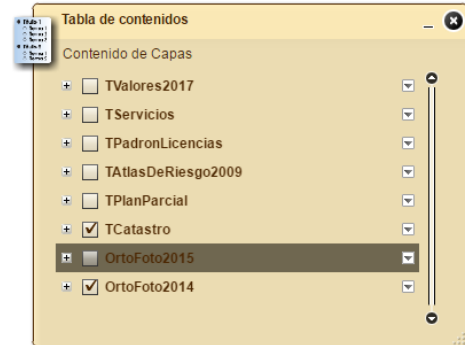 Tabla de contenidos
Contenido de Capas
TValores2017
TServicios
TPadronLicencias
TAtlasDeRiesgo2009
TPlanParcial
TCatastro
OrtoFoto2015
OrtoFoto2014